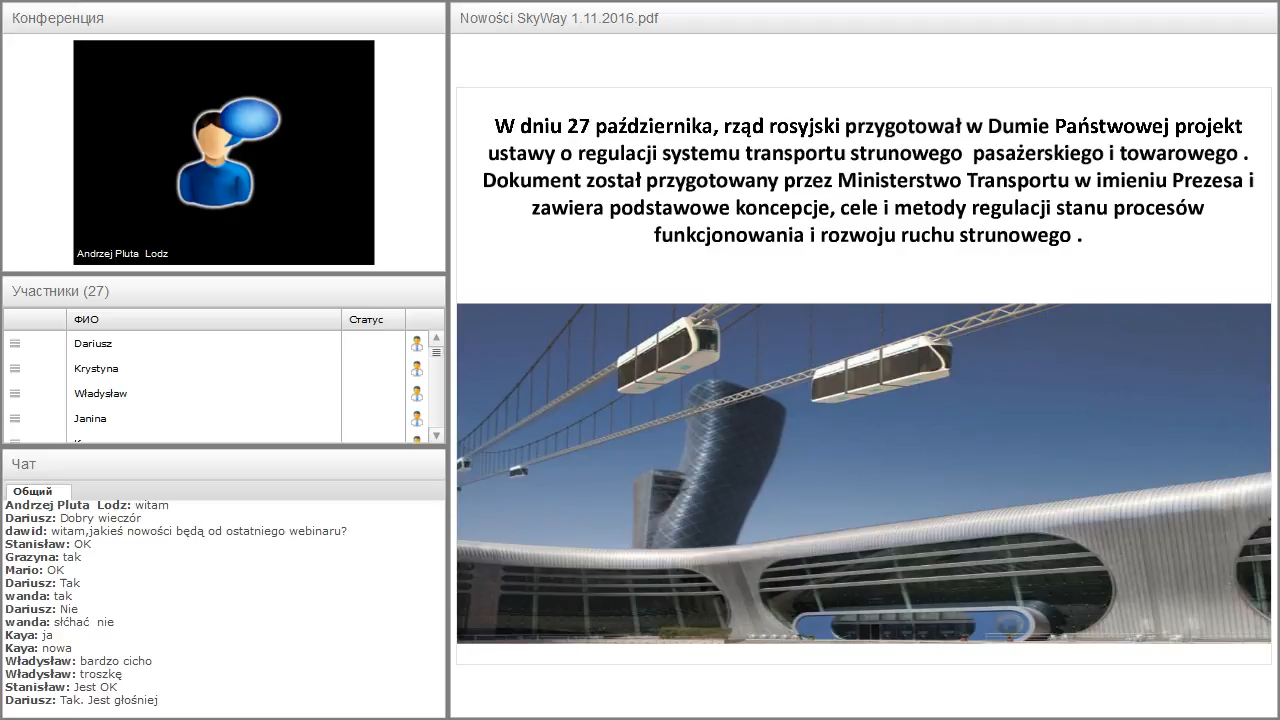 Конференция
Andrzej Pluta Lodz
Участники (27)
ФИО Статус
Dariusz
Krystyna
Władysław
Janina
Чат
Общий
Andrzej Pluta Lodz: witam
Dariusz: Dobry wieczór
dawid: witam,jakieś nowości będą od ostatniego webinaru?
Stanisław: OK
Grazyna: tak
Mario: OK
Dariusz: Tak
wanda: tak
Dariusz: Nie
wanda: słćhać nie
Kaya: ja
Kaya: nowa
Władysław: bardzo cicho
Władysław: troszkę
Stanisław: Jest OK
Dariusz: Tak. Jest głośniej
Nowości SkyWay 1.11.2016.pdf
W dniu 27 października, rząd rosyjski przygotował w Dumie Państwowej projekt
ustawy o regulacji systemu transportu strunowego pasażerskiego i towarowego .
Dokument został przygotowany przez Ministerstwo Transportu w imieniu Prezesa i
zawiera podstawowe koncepcje, cele i metody regulacji stanu procesów
funkcjonowania i rozwoju ruchu strunowego .